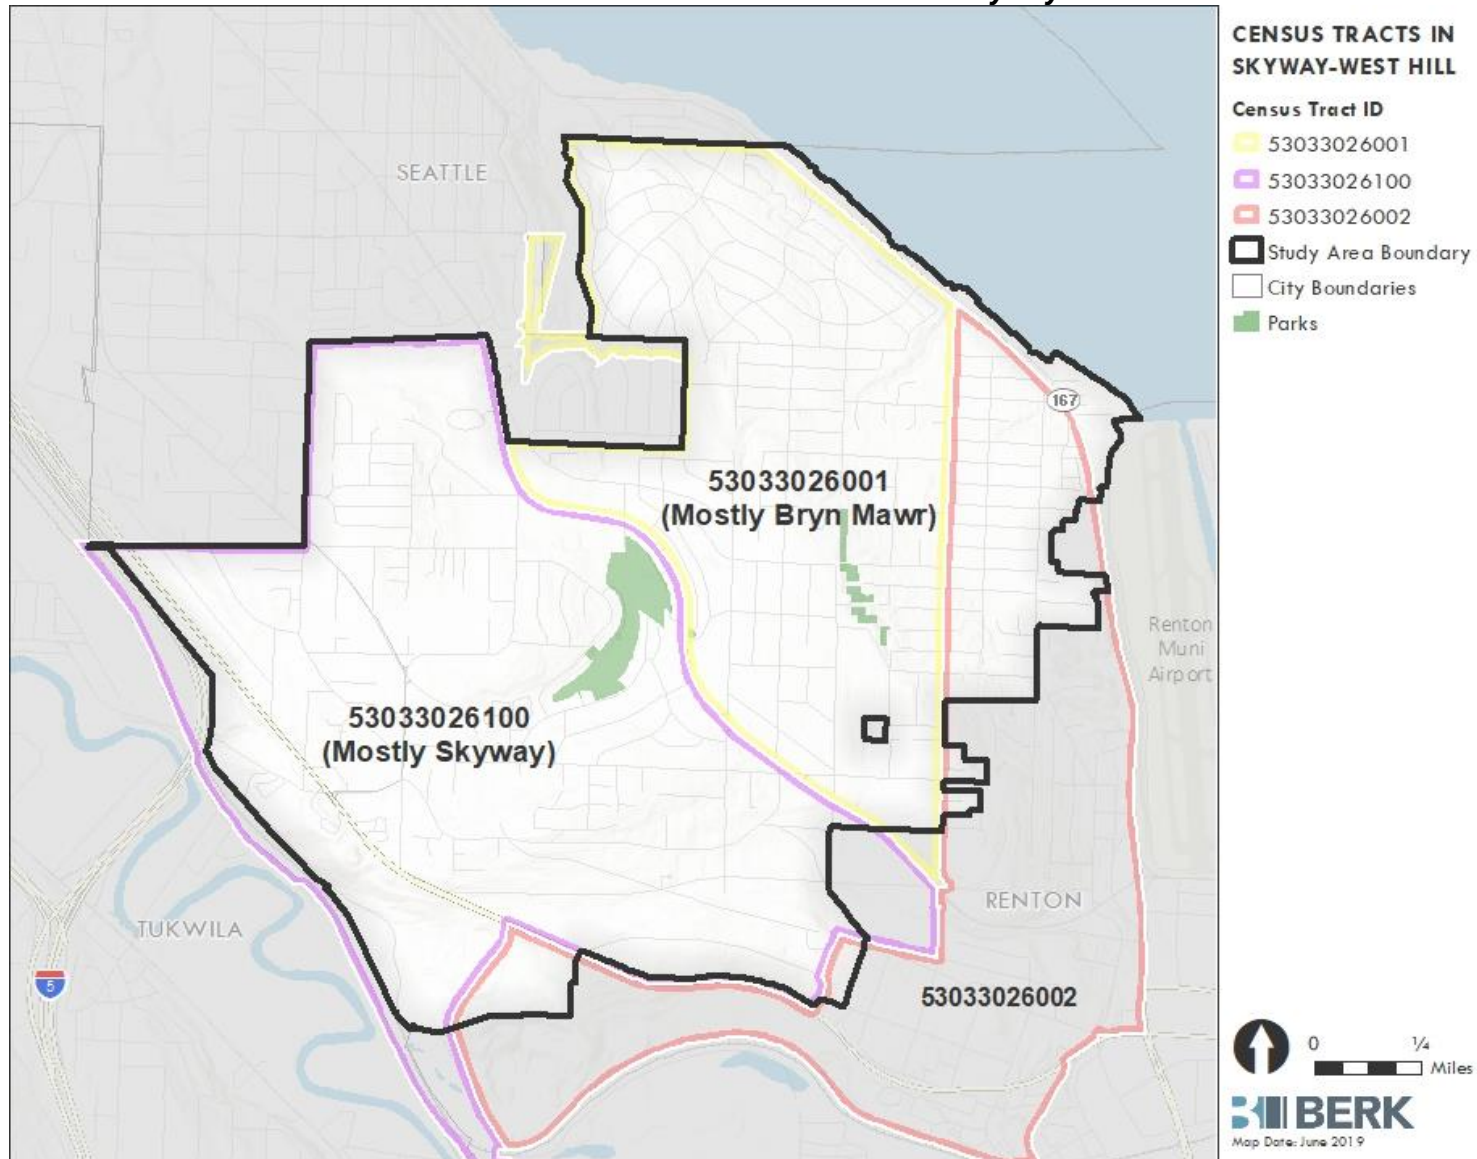 SEATTLE
167
53033026001
(Mostly Bryn Mawr)
Renton
Muni
Airport
53033026100
(Mostly Skyway)
RENTON
TUKWILA
5
53033026002
CENSUS TRACTS IN
SKYWAY-WEST HILL
Census Tract ID
53033026001
53033026100
53033026002
Study Area Boundary
City Boundaries
Parks
0 ¼
Miles
BERK
Map Date: June 2019